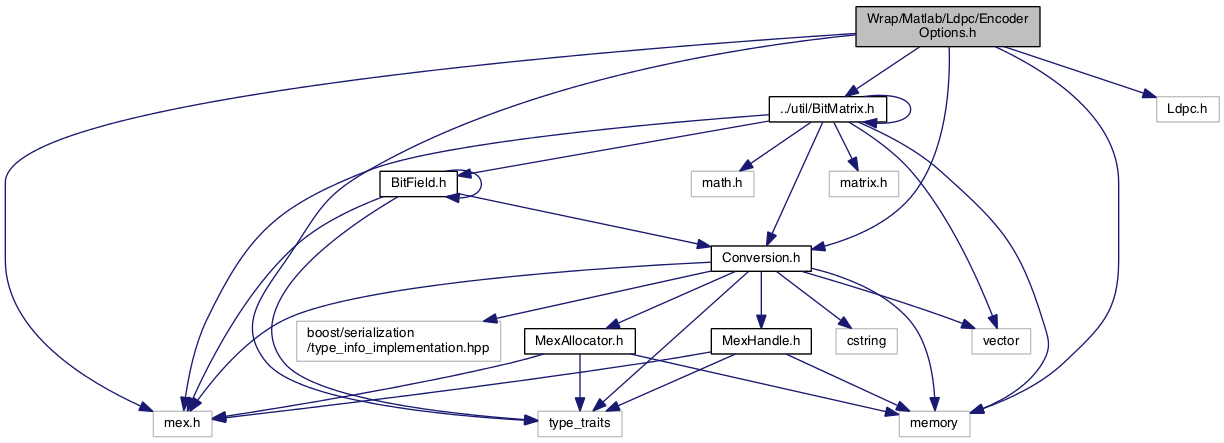 Wrap/Matlab/Ldpc/Encoder
Options.h
../util/BitMatrix.h
Ldpc.h
BitField.h
math.h
matrix.h
Conversion.h
boost/serialization
/type_info_implementation.hpp
MexAllocator.h
MexHandle.h
cstring
vector
mex.h
type_traits
memory